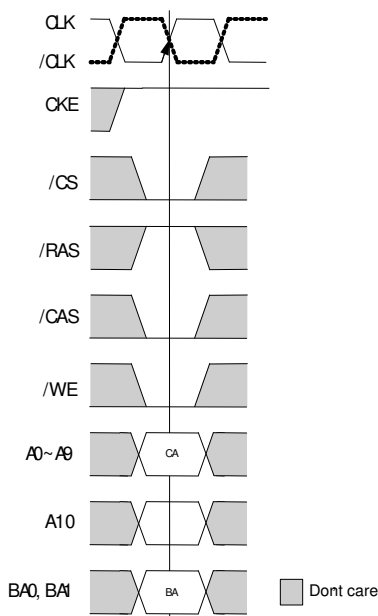 CLK
/CLK
CKE
/CS
/RAS
/CAS
/WE
A0~A9 CA
A10
BA0, BA1 BA
Dont care